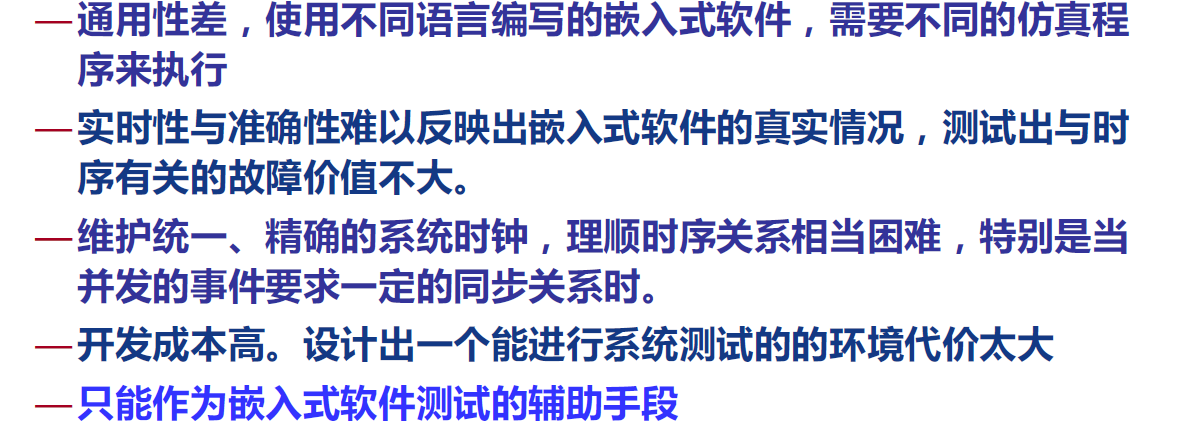 —通用性差，使用不同语言编写的嵌入式软件，需要不同的仿真程
序来执行
—实时性与准确性难以反映出嵌入式软件的真实情况，测试出与时
序有关的故障价值不大。
—维护统一、精确的系统时钟，理顺时序关系相当困难，特别是当
并发的事件要求一定的同步关系时。
—开发成本高。设计出一个能进行系统测试的的环境代价太大
—只能作为嵌入式软件测试的辅助手段